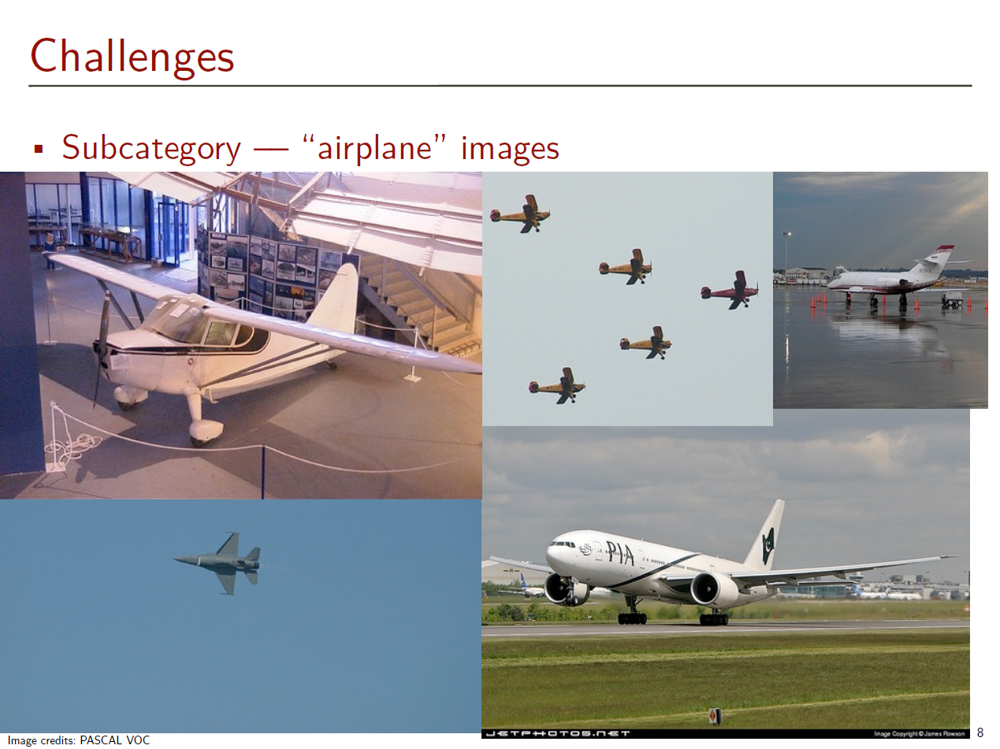 Challenges
▪ Subcategory — “airplane” images
PIA
JETPHOTOS.NET
Image Copyright © James Rowson
Image credits: PASCAL VOC
8